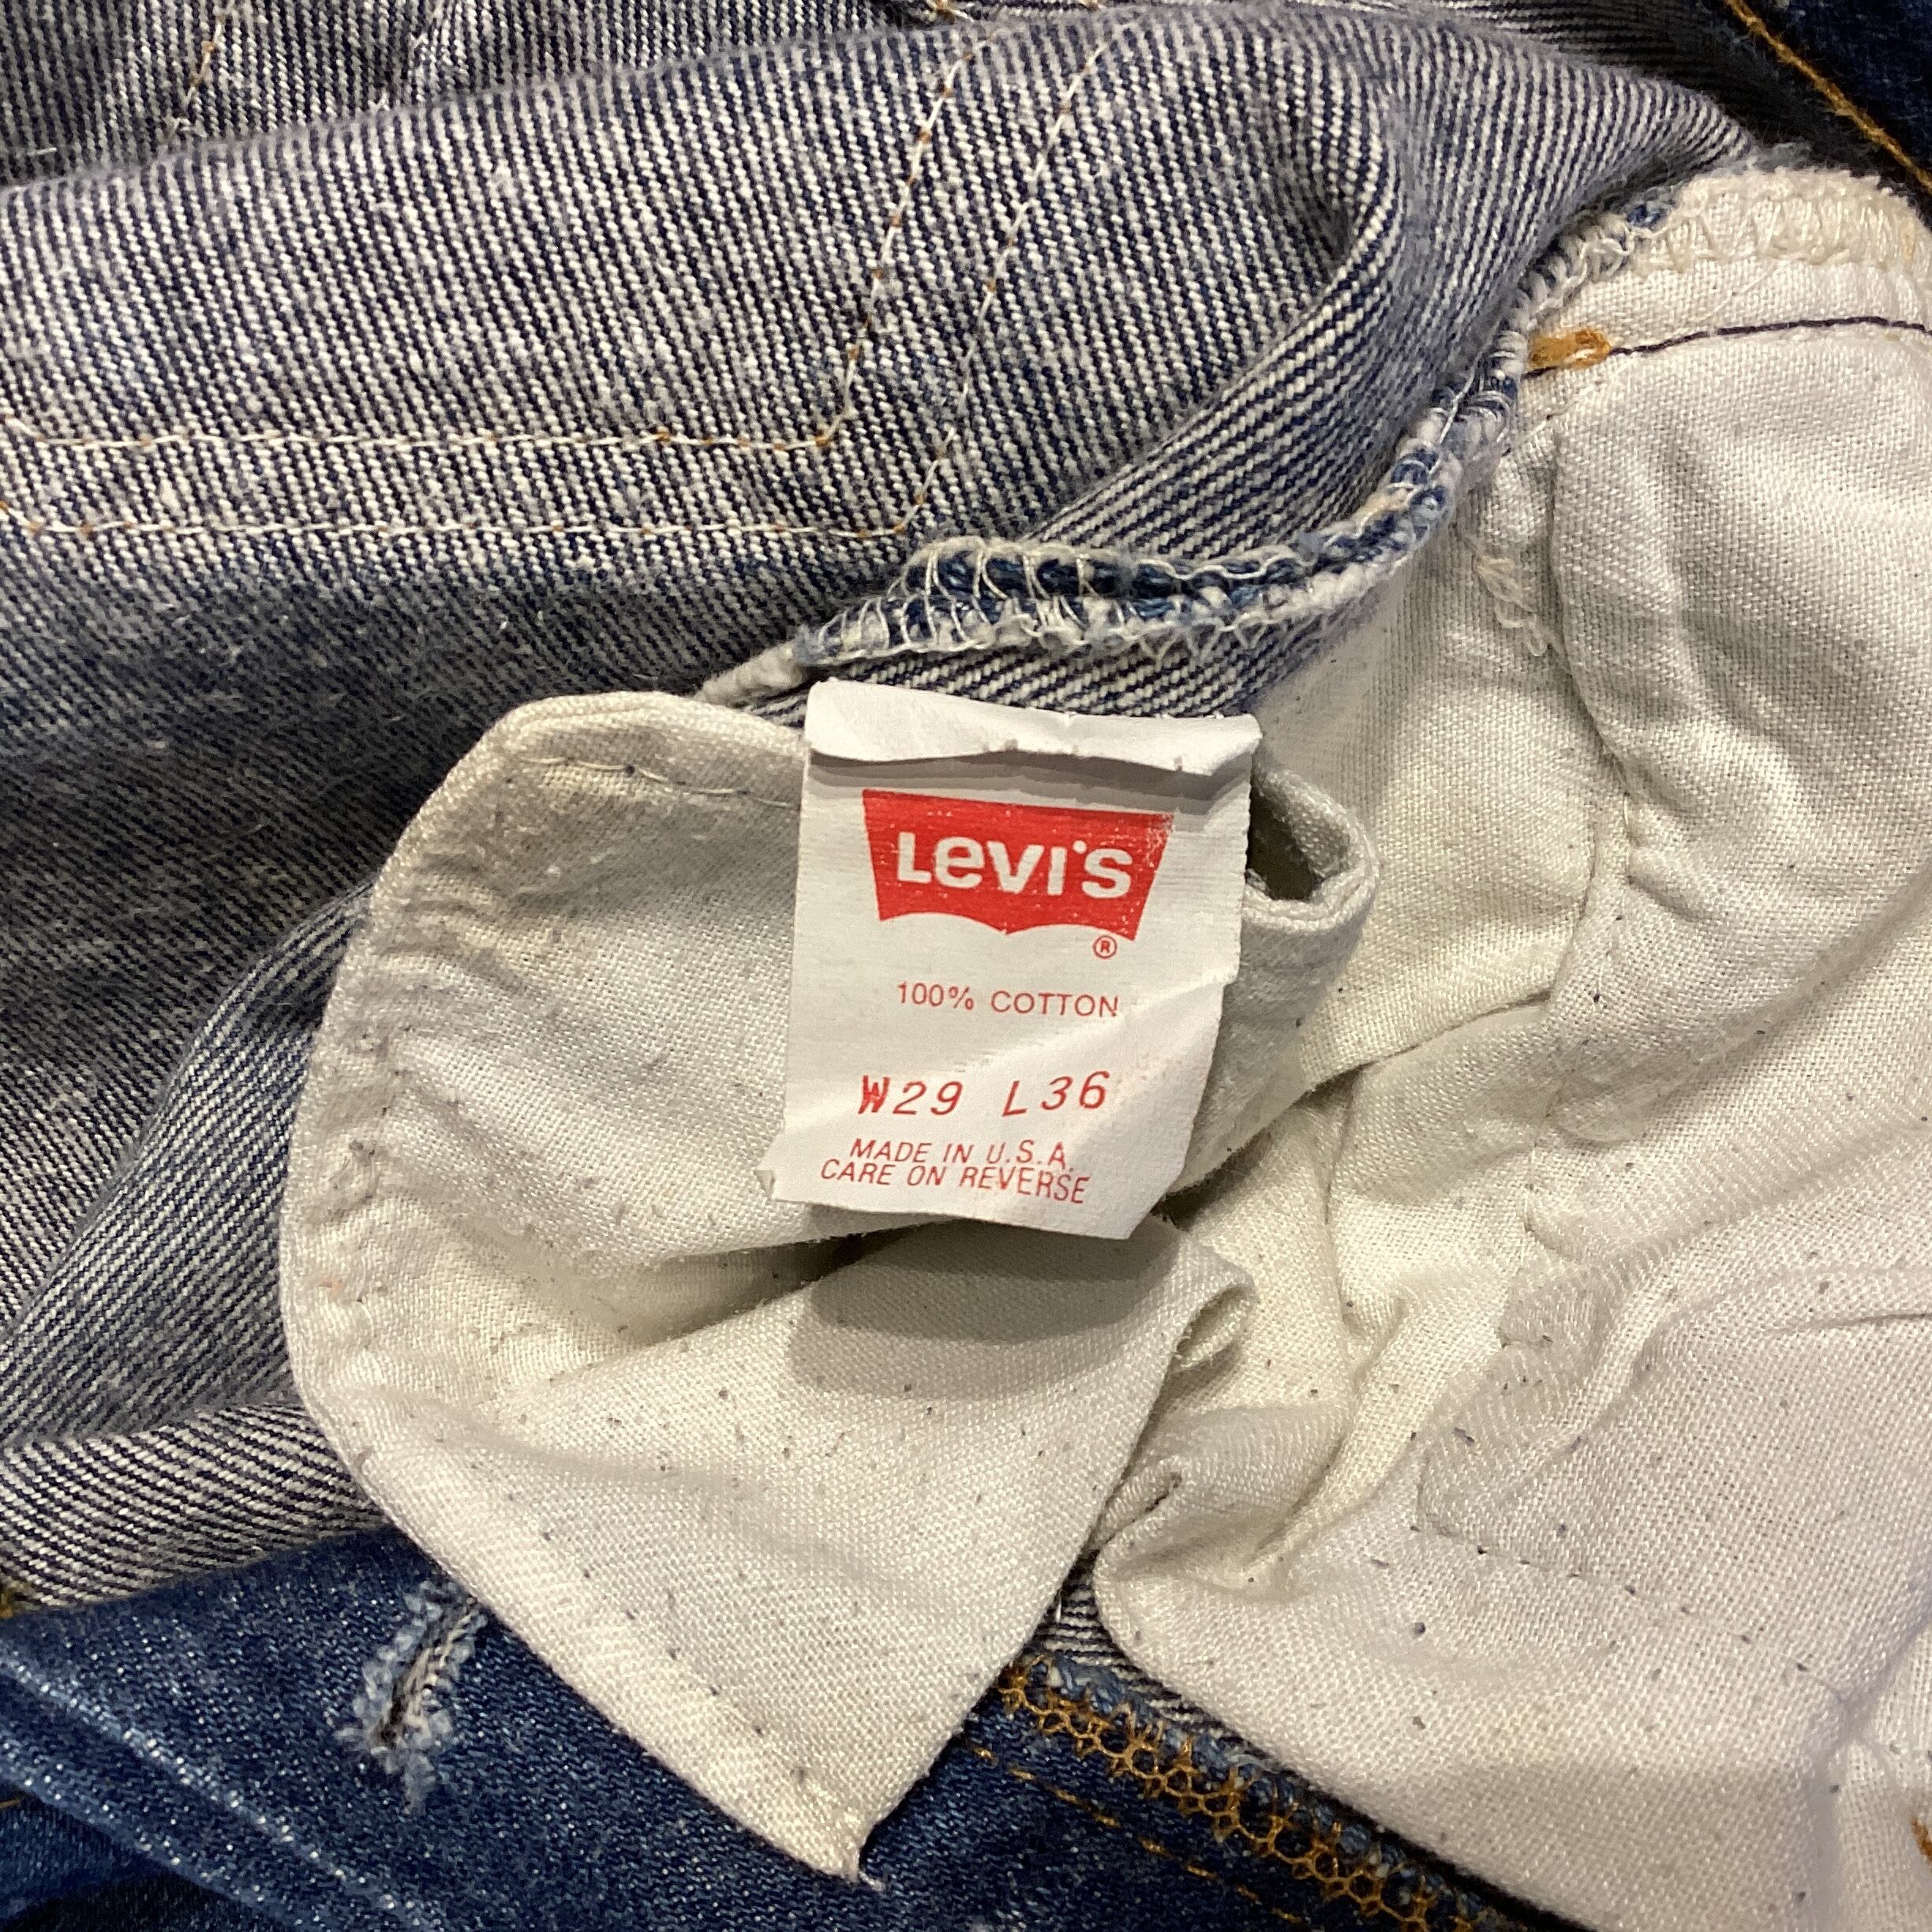 Levi's
®
100% COTTON
W29 L36
MADE IN U.S.A.
CARE ON REVERSE